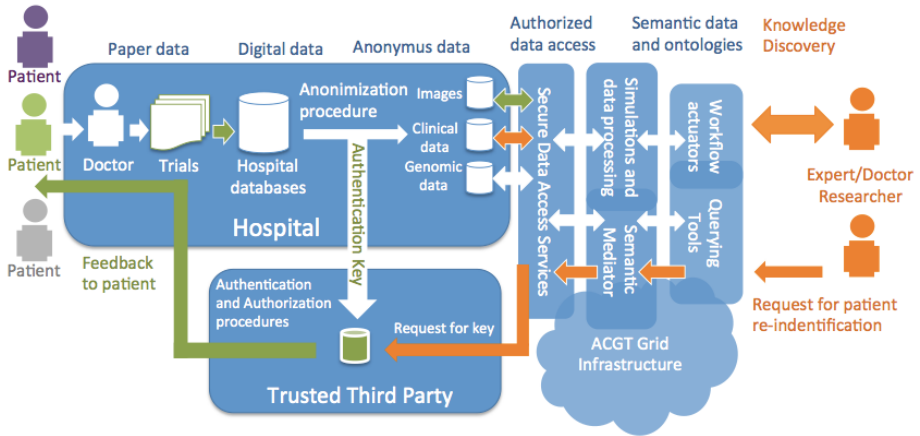 Authorized
data access
Semantic data
and ontologies
Knowledge
Discovery
Paper data
Digital data
Anonymus data
Patient
Patient
Patient
Doctor
Trials
Hospital
databases
Anonimization
procedure
Images
Clinical
data
Genomic
data
Authentication Key
Hospital
Secure Data Access Services
Simulations and
data processing
Semantic
Mediator
Workflow
actuators
Querying
Tools
Expert/Doctor
Researcher
Feedback
to patient
Authentication
and Authorization
procedures
Request for key
Trusted Third Party
ACGT Grid
Infrastructure
Request for patient
re-indentification